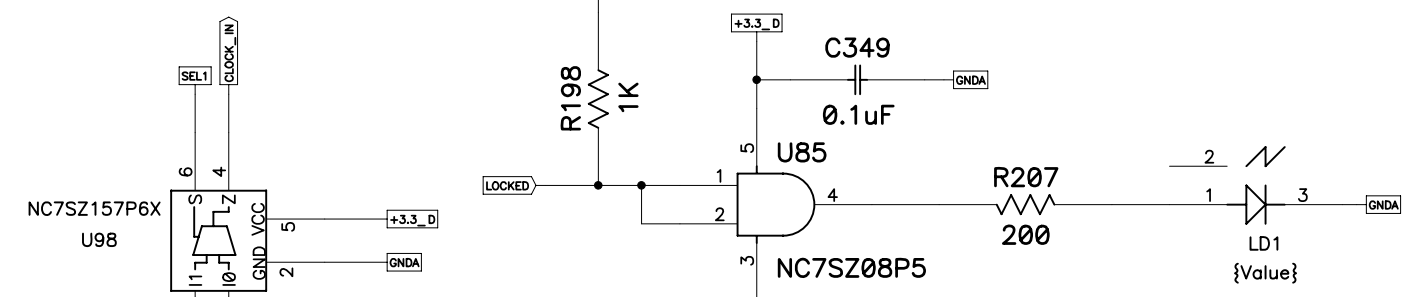 CLOCK_IN
SEL1
6
4
S
Z
NC7SZ157P6X
U98
VCC
5
+3.3_D
GND
2
GNDA
I1
I0
R198
1K
LOCKED
+3.3_D
C349
0.1uF
GNDA
5
U85
1
2
4
3
NC7SZ08P5
R207
200
2
1
3
GNDA
LD1
{Value}